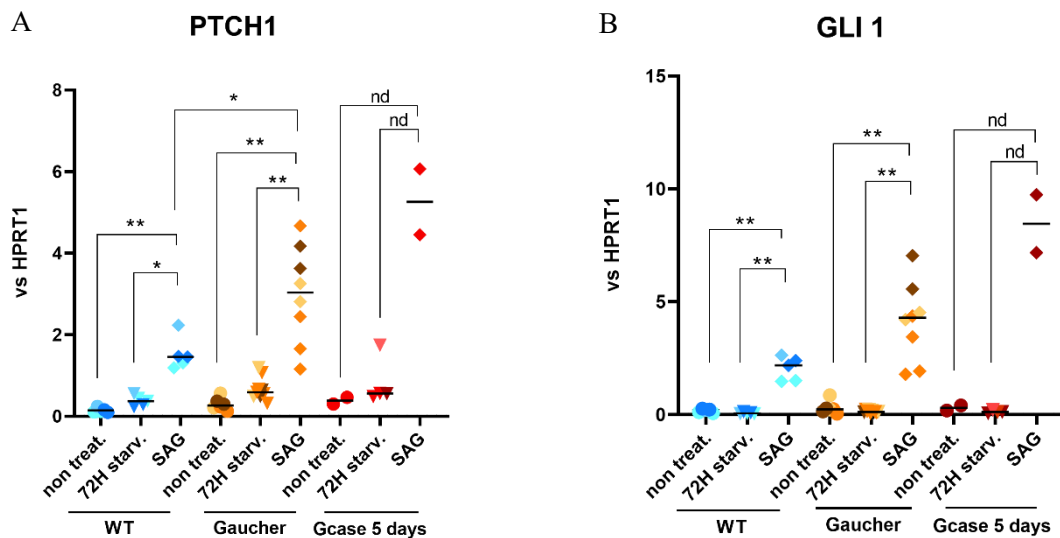 A
PTCH1
8
6
4
2
0
vs HPRT1
**
*
*
**
**
nd
nd
non treat.
72H starv.
SAG
non treat.
72H starv.
SAG
non treat.
72H starv.
SAG
WT
Gaucher
Gcase 5 days
B
GLI 1
15
10
5
0
vs HPRT1
**
**
**
**
nd
nd
non treat.
72H starv.
SAG
non treat.
72H starv.
SAG
non treat.
72H starv.
SAG
WT
Gaucher
Gcase 5 days